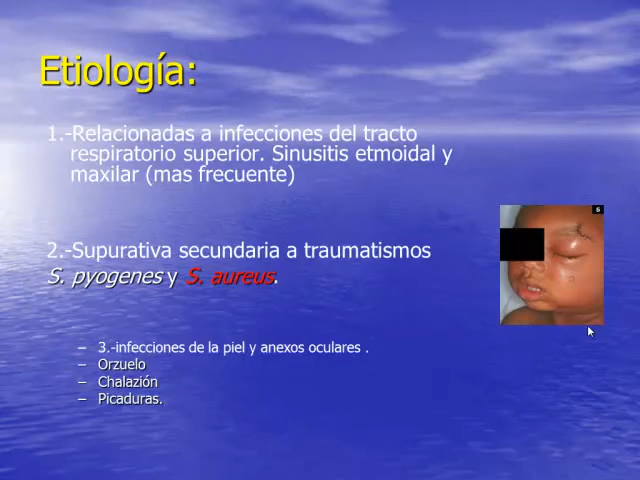 Etiología:
1.-Relacionadas a infecciones del tracto
respiratorio superior. Sinusitis etmoidal y
maxilar (mas frecuente)
2.-Supurativa secundaria a traumatismos
S. pyogenes y S. aureus.
– 3.-infecciones de la piel y anexos oculares .
– Orzuelo
– Chalazión
– Picaduras.